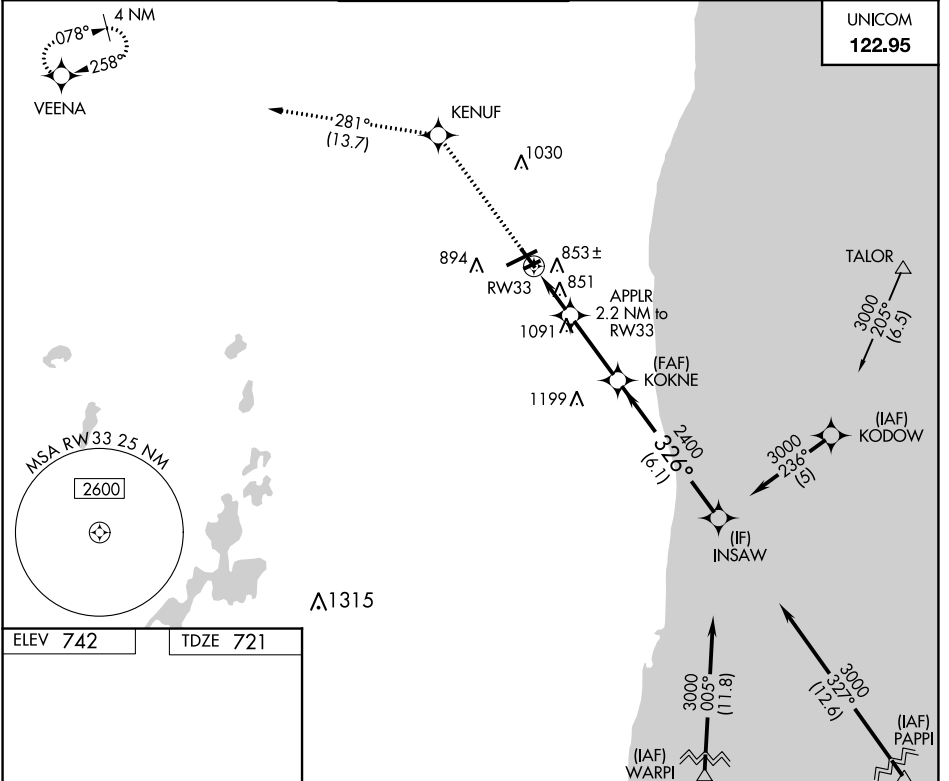 4 NM
078°
258°
VEENA
UNICOM
122.95
KENUF
281°
(13.7)
1030
894
853±
RW33
851
APPLR
2.2 NM to
RW33
1091
TALOR
3000
205°
(6.5)
(FAF)
KOKNE
1199
2400
326°
(6.1)
(IAF)
KODOW
3000
236°
(5)
(IF)
INSAW
MSA RW33 25 NM
2600
1315
ELEV 742
TDZE 721
3000
005°
(11.8)
3000
327°
(12.6)
(IAF)
WARPI
(IAF)
PAPPI